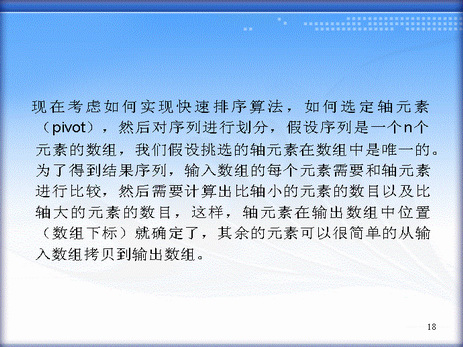 现在考虑如何实现快速排序算法，如何选定轴元素
（pivot），然后对序列进行划分，假设序列是一个n个
元素的数组，我们假设挑选的轴元素在数组中是唯一的。
为了得到结果序列，输入数组的每个元素需要和轴元素
进行比较，然后需要计算出比轴小的元素的数目以及比
轴大的元素的数目，这样，轴元素在输出数组中位置
（数组下标）就确定了，其余的元素可以很简单的从输
入数组拷贝到输出数组。
18